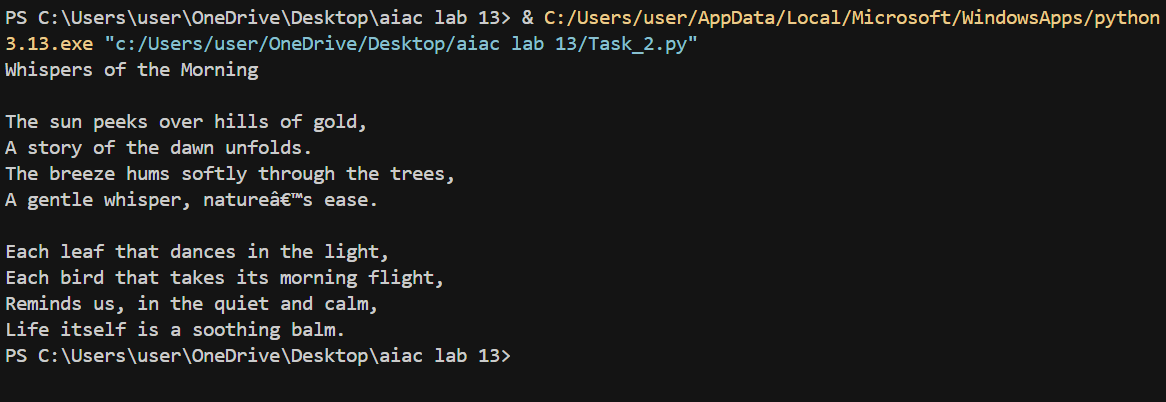 PS C:\Users\user\OneDrive\Desktop\aiac lab 13> & C:/Users/user/AppData/Local/Microsoft/WindowsApps/python
3.13.exe "c:/Users/user/OneDrive/Desktop/aiac lab 13/Task_2.py"
Whispers of the Morning
The sun peeks over hills of gold,
A story of the dawn unfolds.
The breeze hums softly through the trees,
A gentle whisper, natureâ€™s ease.
Each leaf that dances in the light,
Each bird that takes its morning flight,
Reminds us, in the quiet and calm,
Life itself is a soothing balm.
PS C:\Users\user\OneDrive\Desktop\aiac lab 13>